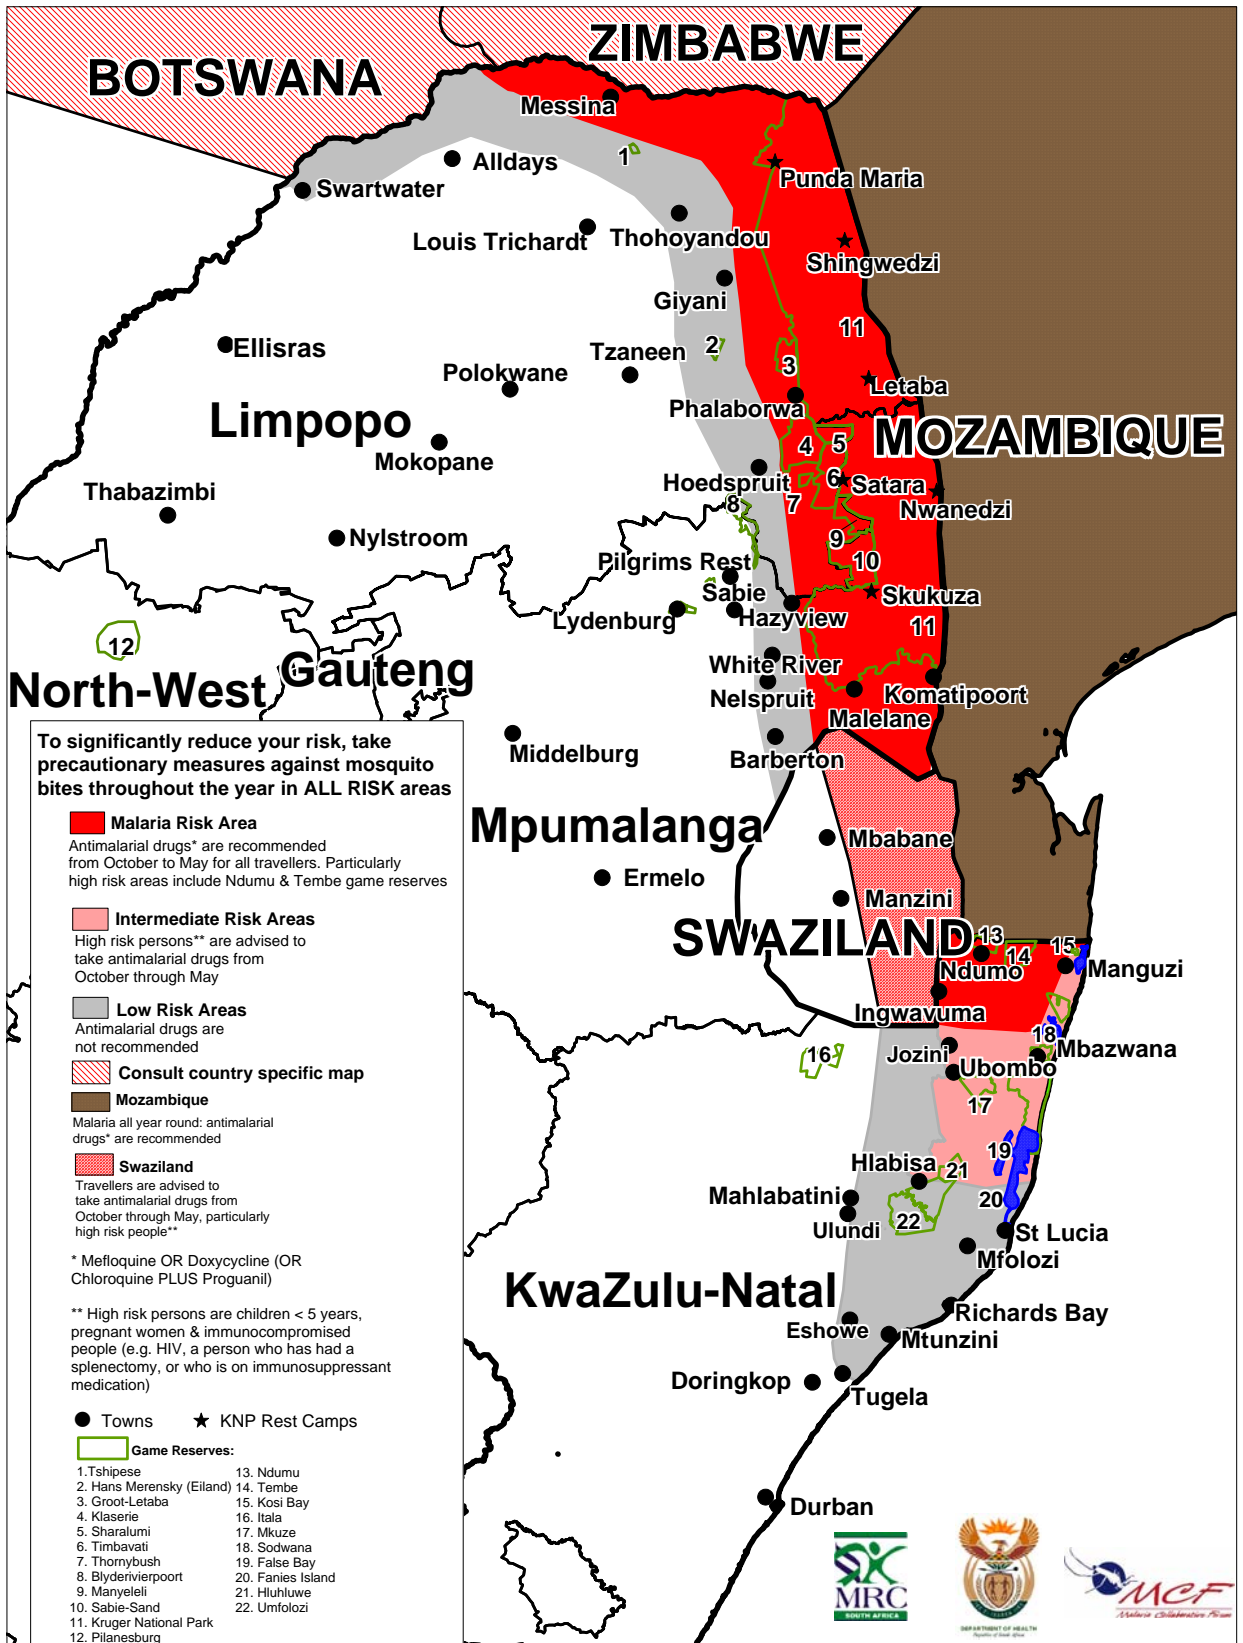 ZIMBABWE
BOTSWANA
Messina
1
Alldays
Punda Maria
Swartwater
Louis Trichardt
Thohoyandou
Shingwedzi
Giyani
11
Ellisras
2
Tzaneen
3
Polokwane
Letaba
Phalaborwa
Limpopo
MOZAMBIQUE
4
5
Mokopane
Hoedspruit
6
Satara
Thabazimbi
8
7
Nwanedzi
Nylstroom
9
10
Pilgrims Rest
Sabie
Skukuza
Lydenburg
Hazyview
11
12
Gauteng
White River
North-West
Nelspruit
Komatipoort
Malelane
Middelburg
Barberton
Mpumalanga
Mbabane
Ermelo
Manzini
SWAZILAND
13
14
15
Ndumo
Manguzi
Ingwavuma
18
16
Jozini
Mbazwana
Ubombo
17
19
Hlabisa
21
Mahlabatini
20
22
Ulundi
St Lucia
Mfolozi
KwaZulu-Natal
Richards Bay
Eshowe
Mtunzini
Doringkop
Tugela
Durban
To significantly reduce your risk, take
precautionary measures against mosquito
bites throughout the year in ALL RISK areas
Malaria Risk Area
Antimalarial drugs* are recommended
from October to May for all travellers. Particularly
high risk areas include Ndumu & Tembe game reserves
Intermediate Risk Areas
High risk persons** are advised to
take antimalarial drugs from
October through May
Low Risk Areas
Antimalarial drugs are
not recommended
Consult country specific map
Mozambique
Malaria all year round: antimalarial
drugs* are recommended
Swaziland
Travellers are advised to
take antimalarial drugs from
October through May, particularly
high risk people**
* Mefloquine OR Doxycycline (OR
Chloroquine PLUS Proguanil)
** High risk persons are children < 5 years,
pregnant women & immunocompromised
people (e.g. HIV, a person who has had a
splenectomy, or who is on immunosuppressant
medication)
Towns
KNP Rest Camps
Game Reserves:
1.Tshipese
2. Hans Merensky (Eiland)
3. Groot-Letaba
4. Klaserie
5. Sharalumi
6. Timbavati
7. Thornybush
8. Blyderivierpoort
9. Manyeleli
10. Sabie-Sand
11. Kruger National Park
12. Pilanesburg
13. Ndumu
14. Tembe
15. Kosi Bay
16. Itala
17. Mkuze
18. Sodwana
19. False Bay
20. Fanies Island
21. Hluhluwe
22. Umfolozi
MRC
SOUTH AFRICA
DEPARTMENT OF HEALTH
Republic of South Africa
MCF
Malaria Collaborative Forum